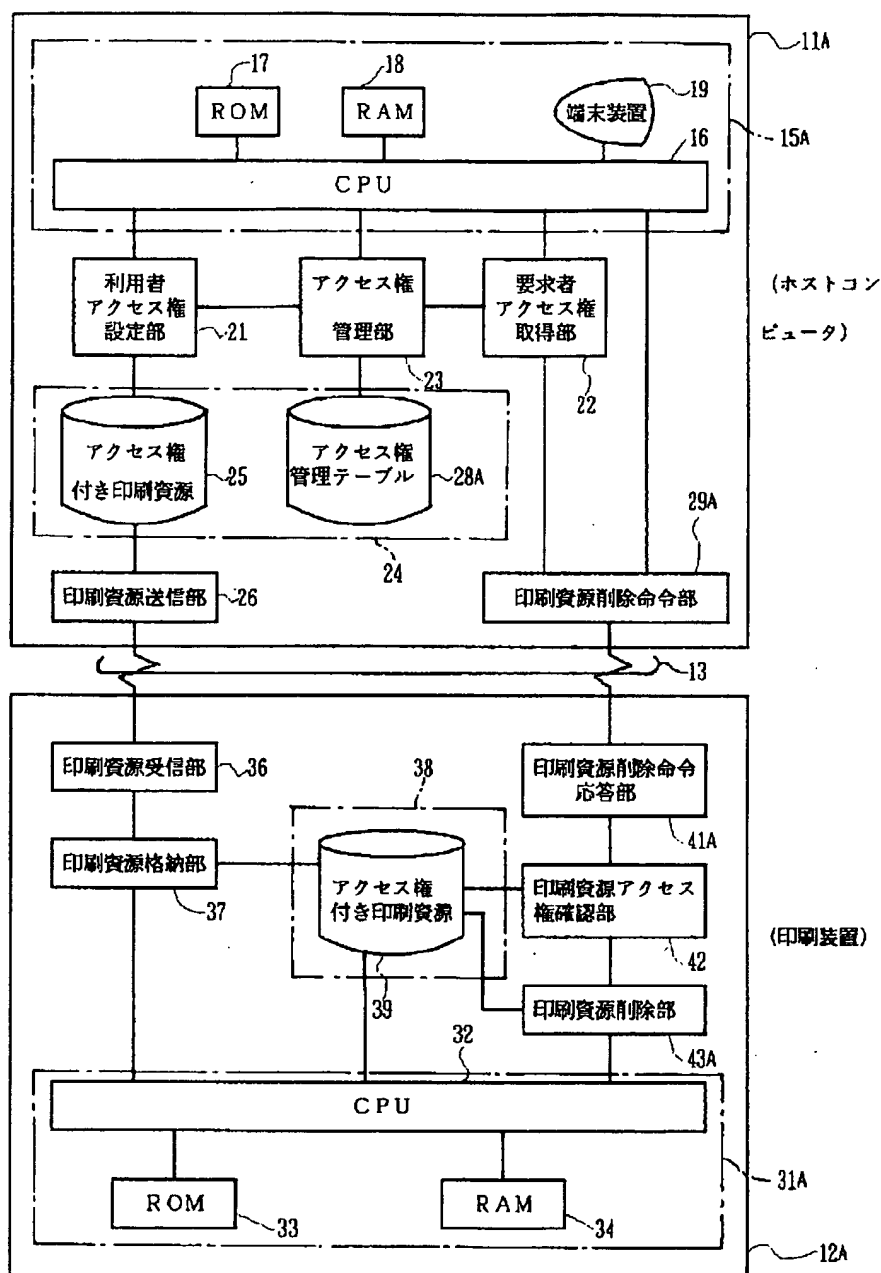 11A
17
18
19
ROM
RAM
端末装置
15A
16
CPU
利用者
アクセス権
設定部
21
アクセス権
管理部
23
要求者
アクセス権
取得部
22
(ホストコン
ピュータ)
アクセス権
付き印刷資源
25
アクセス権
管理テーブル
28A
24
29A
印刷資源送信部
26
印刷資源削除命令部
13
印刷資源受信部
36
38
印刷資源削除命令
応答部
41A
印刷資源格納部
37
アクセス権
付き印刷資源
39
印刷資源アクセス
権確認部
42
(印刷装置)
印刷資源削除部
43A
32
CPU
31A
ROM
33
RAM
34
12A